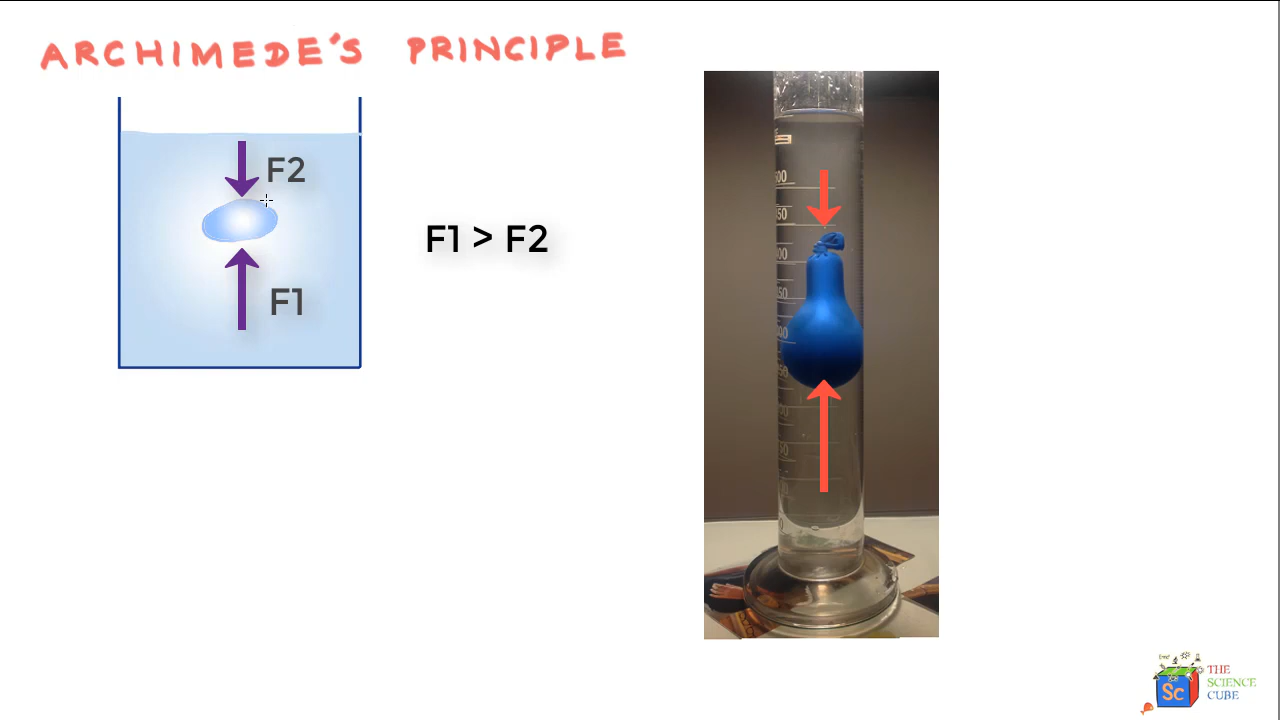 ARCHIMEDE'S PRINCIPLE
F2
F1
F1 > F2
Sc
THE
SCIENCE
CUBE